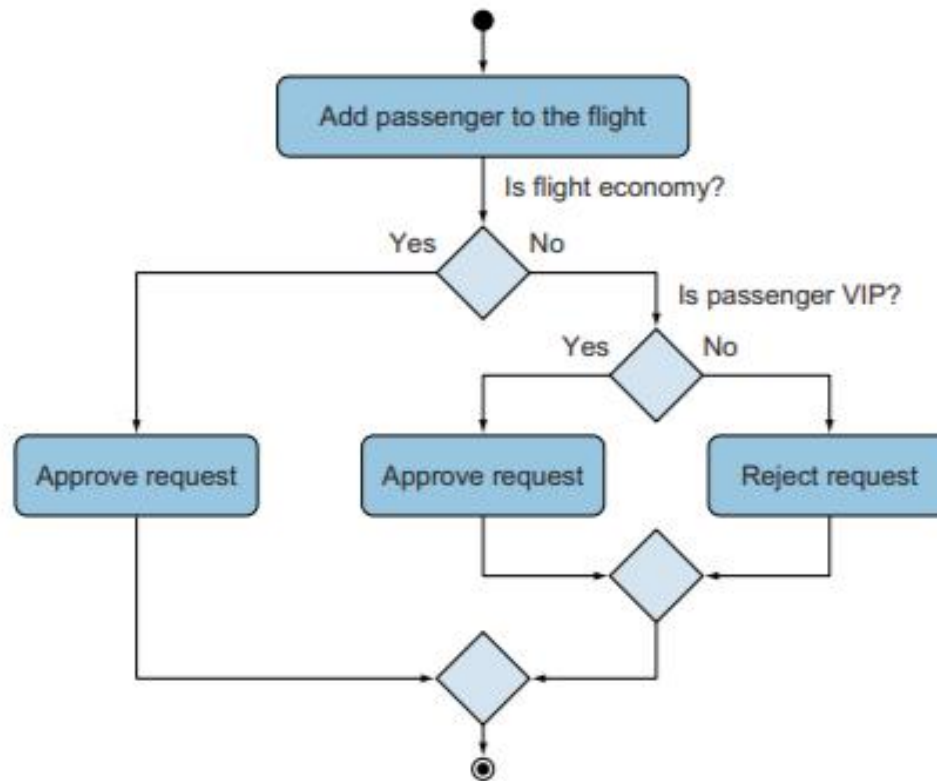 Add passenger to the flight
Is flight economy?
Yes
No
Is passenger VIP?
Yes
No
Approve request
Approve request
Reject request